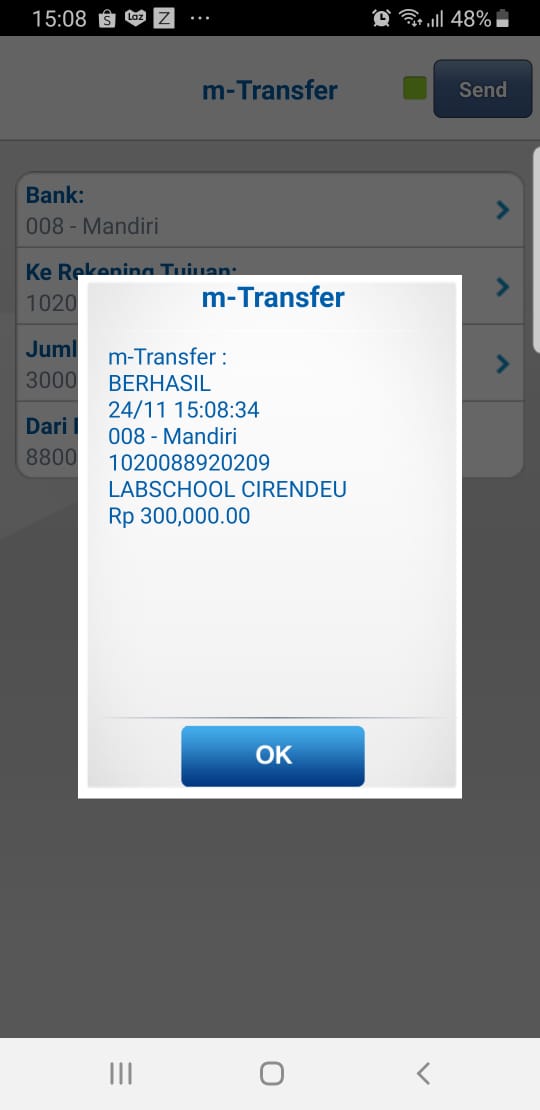 15:08
48%
m-Transfer
Send
Bank:
008 - Mandiri
Ke Rekening Tujuan:
1020
Juml
3000
Dari
8800
m-Transfer
m-Transfer :
BERHASIL
24/11 15:08:34
008 - Mandiri
1020088920209
LABSCHOOL CIRENDEU
Rp 300,000.00
OK